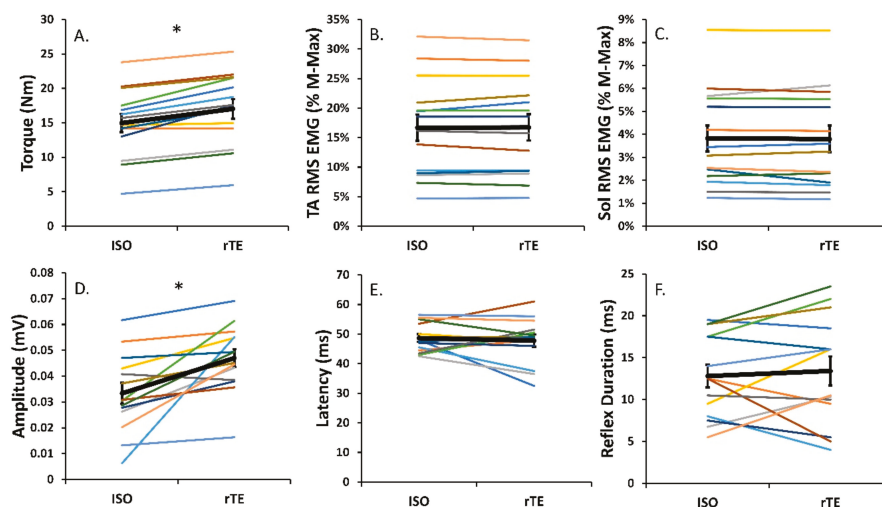 A.
*
Torque (Nm)
30
25
20
15
10
5
0
ISO
rTE
B.
TA RMS EMG (% M-Max)
35%
30%
25%
20%
15%
10%
5%
0%
ISO
rTE
C.
Sol RMS EMG (% M-Max)
9%
8%
7%
6%
5%
4%
3%
2%
1%
0%
ISO
rTE
D.
*
Amplitude (mV)
0.08
0.07
0.06
0.05
0.04
0.03
0.02
0.01
0
ISO
rTE
E.
Latency (ms)
70
60
50
40
30
20
10
0
ISO
rTE
F.
Reflex Duration (ms)
25
20
15
10
5
0
ISO
rTE